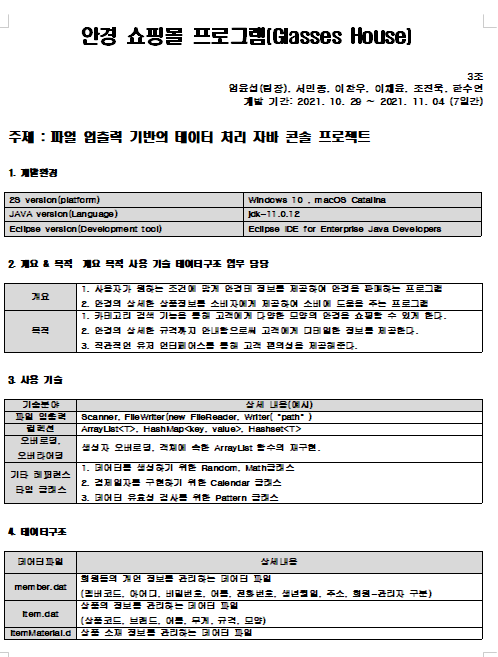 안경 쇼핑몰 프로그램(Glasses House)
3조
엄윤섭(팀장), 서민종, 이찬우, 이채윤, 조진욱, 한수연
개발 기간: 2021. 10. 29 ~ 2021. 11. 04 (7일간)
주제 : 파일 입출력 기반의 데이터 처리 자바 콘솔 프로젝트
1. 개발환경
2S version(platform) Windows 10 , macOS Catalina
JAVA version(Language) jdk-11.0.12
Eclipse version(Development tool) Eclipse IDE for Enterprise Java Developers
2. 개요 & 목적 개요 목적 사용 기술 데이터구조 업무 담당
개요
1. 사용자가 원하는 조건에 맞게 안경테 정보를 제공하여 안경을 판매하는 프로그램
2. 안경의 상세한 상품정보를 소비자에게 제공하여 소비에 도움을 주는 프로그램
목적
1. 카테고리 검색 기능을 통해 고객에게 다양한 모양의 안경을 쇼핑할 수 있게 한다.
2. 안경의 상세한 규격까지 안내함으로써 고객에게 디테일한 정보를 제공한다.
3. 직관적인 유저 인터페이스를 통해 고객 편의성을 제공해준다.
3. 사용 기술
기술분야 상세 내용(예시)
파일 입출력 Scanner, FileWriter(new FileReader, Writer( "path" )
컬렉션 ArrayList<T>, HashMap<key, value>, Hashset<T>
오버로딩,
오버라이딩
생성자 오버로딩, 객체에 속한 ArrayList 함수의 재구현.
기타 레퍼런스
타입 클래스
1. 데이터를 생성하기 위한 Random, Math클래스
2. 결제일자를 구현하기 위한 Calendar 클래스
3. 데이터 유효성 검사를 위한 Pattern 클래스
4. 데이터구조
데이터파일 상세내용
member.dat
회원들의 개인 정보를 관리하는 데이터 파일
(멤버코드, 아이디, 비밀번호, 이름, 전화번호, 생년월일, 주소, 회원-관리자 구분)
item.dat
상품의 정보를 관리하는 데이터 파일
(상품코드, 브랜드, 이름, 무게, 규격, 모양)
itemMaterial.d 상품 소재 정보를 관리하는 데이터 파일